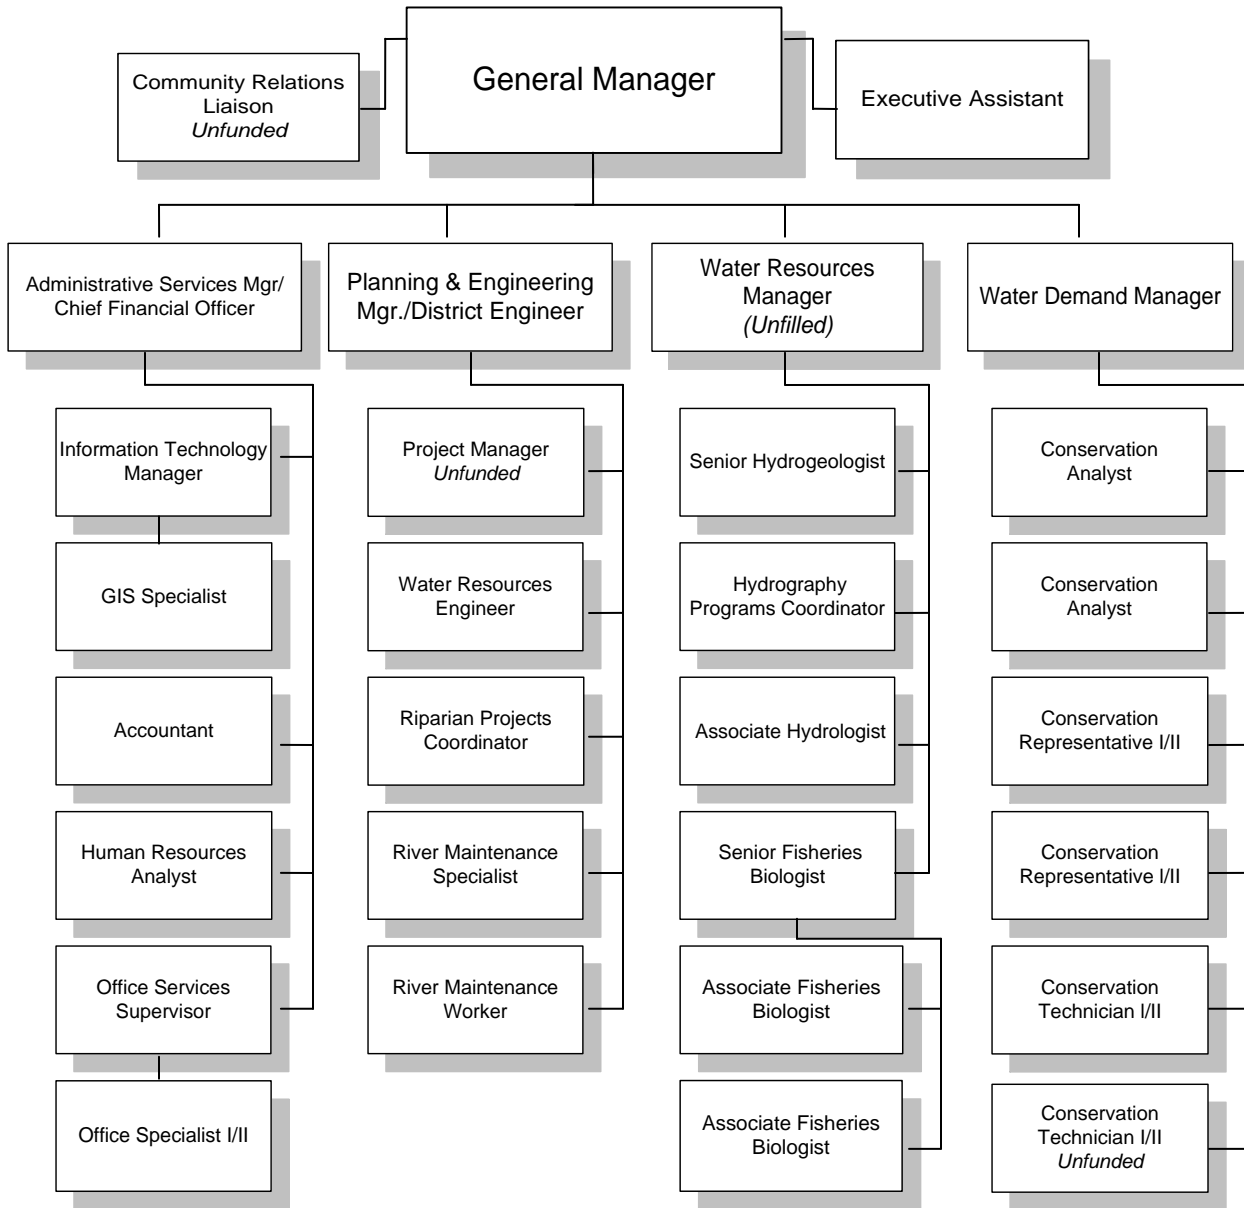 General Manager
Community Relations
Liaison
Unfunded
Executive Assistant
Administrative Services Mgr/
Chief Financial Officer
Planning & Engineering
Mgr./District Engineer
Water Resources
Manager
(Unfilled)
Water Demand Manager
Information Technology
Manager
GIS Specialist
Accountant
Human Resources
Analyst
Office Services
Supervisor
Office Specialist I/II
Project Manager
Unfunded
Water Resources
Engineer
Riparian Projects
Coordinator
River Maintenance
Specialist
River Maintenance
Worker
Senior Hydrogeologist
Hydrography
Programs Coordinator
Associate Hydrologist
Senior Fisheries
Biologist
Associate Fisheries
Biologist
Associate Fisheries
Biologist
Conservation
Analyst
Conservation
Analyst
Conservation
Representative I/II
Conservation
Representative I/II
Conservation
Technician I/II
Conservation
Technician I/II
Unfunded